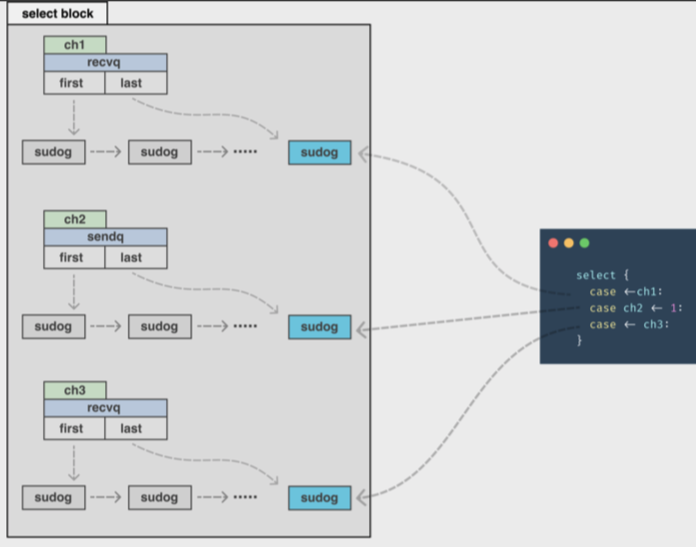 select block
ch1
recvq
first last
sudog sudog ..... sudog
ch2
sendq
first last
sudog sudog ..... sudog
ch3
recvq
first last
sudog sudog ..... sudog
select {
case ←ch1:
case ch2 ← 1:
case ← ch3:
}